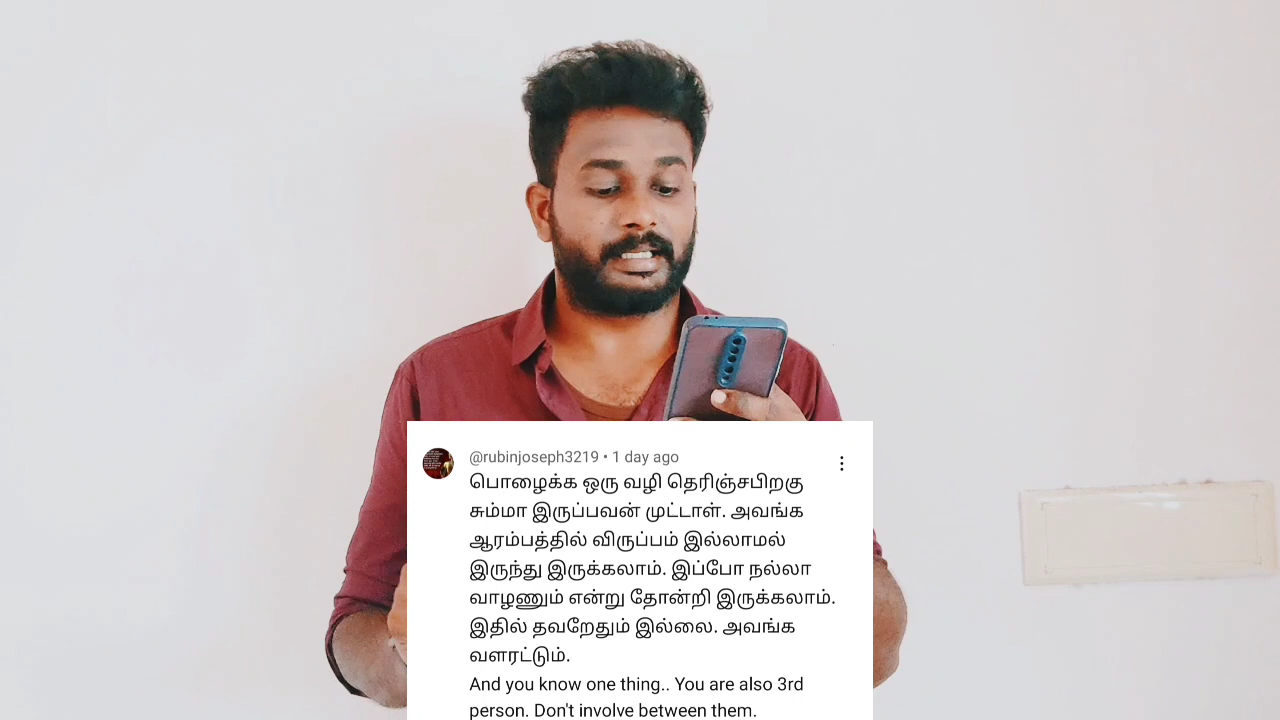 @rubinjoseph3219 • 1 day ago
பொழைக்க ஒரு வழி தெரிஞ்சபிறகு
சும்மா இருப்பவன் முட்டாள். அவங்க
ஆரம்பத்தில் விருப்பம் இல்லாமல்
இருந்து இருக்கலாம். இப்போ நல்லா
வாழணும் என்று தோன்றி இருக்கலாம்.
இதில் தவறேதும் இல்லை. அவங்க
வளரட்டும்.
And you know one thing.. You are also 3rd
person. Don't involve between them.